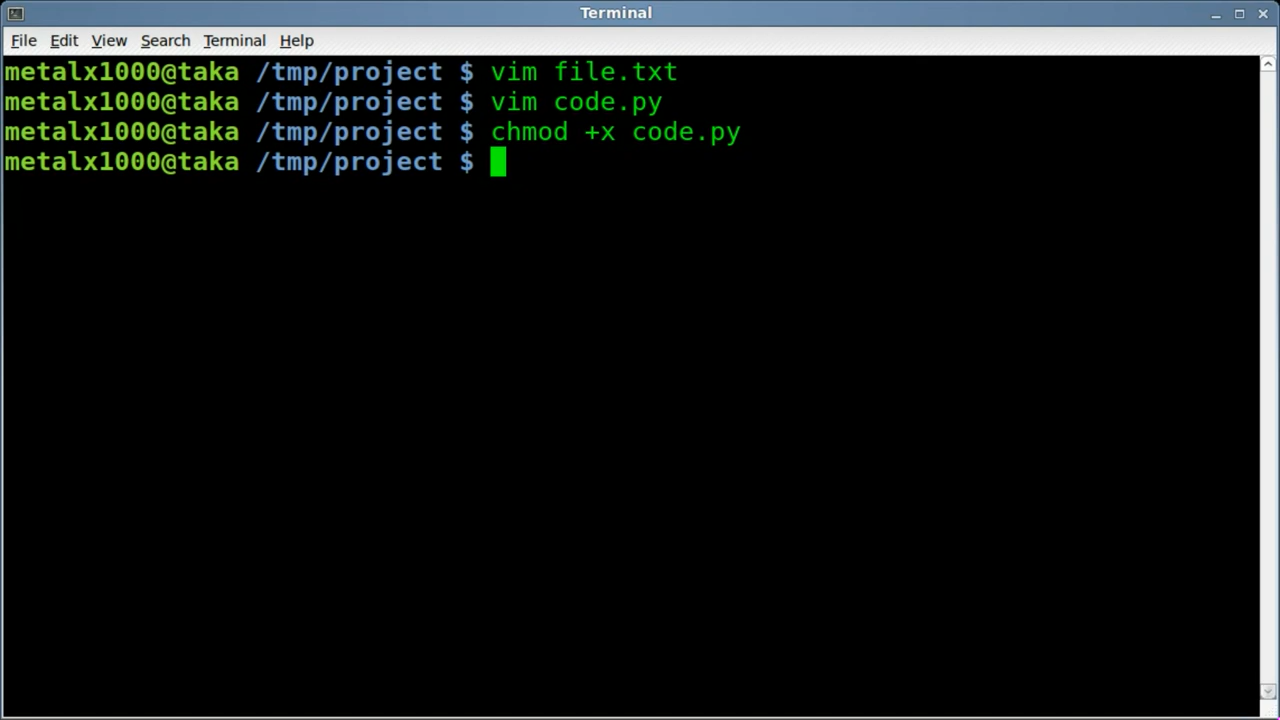 Terminal
File Edit View Search Terminal Help
metalx1000@taka /tmp/project $ vim file.txt
metalx1000@taka /tmp/project $ vim code.py
metalx1000@taka /tmp/project $ chmod +x code.py
metalx1000@taka /tmp/project $